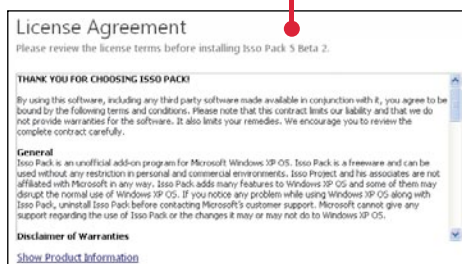 License Agreement
Please review the license terms before installing Isso Pack 5 Beta 2.
THANK YOU FOR CHOOSING ISSO PACK!
By using this software, including any third party software made available in conjunction with it, you agree to be
bound by the following terms and conditions. Please note that this contract limits our liability and that we do
not provide warranties for the software. It also limits your remedies. We encourage you to review the
complete contract carefully.
General
Isso Pack is an unofficial add-on program for Microsoft Windows XP OS. Isso Pack is a freeware and can be
used without any restriction in personal and commercial environments. Isso Project and his associates are not
affiliated with Microsoft in any way. Isso Pack adds many features to Windows XP OS and some of them may
disrupt the normal use of Windows XP OS. If you notice any problem while using Windows XP OS along with
Isso Pack, uninstall Isso Pack before contacting Microsoft's customer support. Microsoft cannot give any
support regarding the use of Isso Pack or the changes it may or may not do to Windows XP OS.
Disclaimer of Warranties
Show Product Information